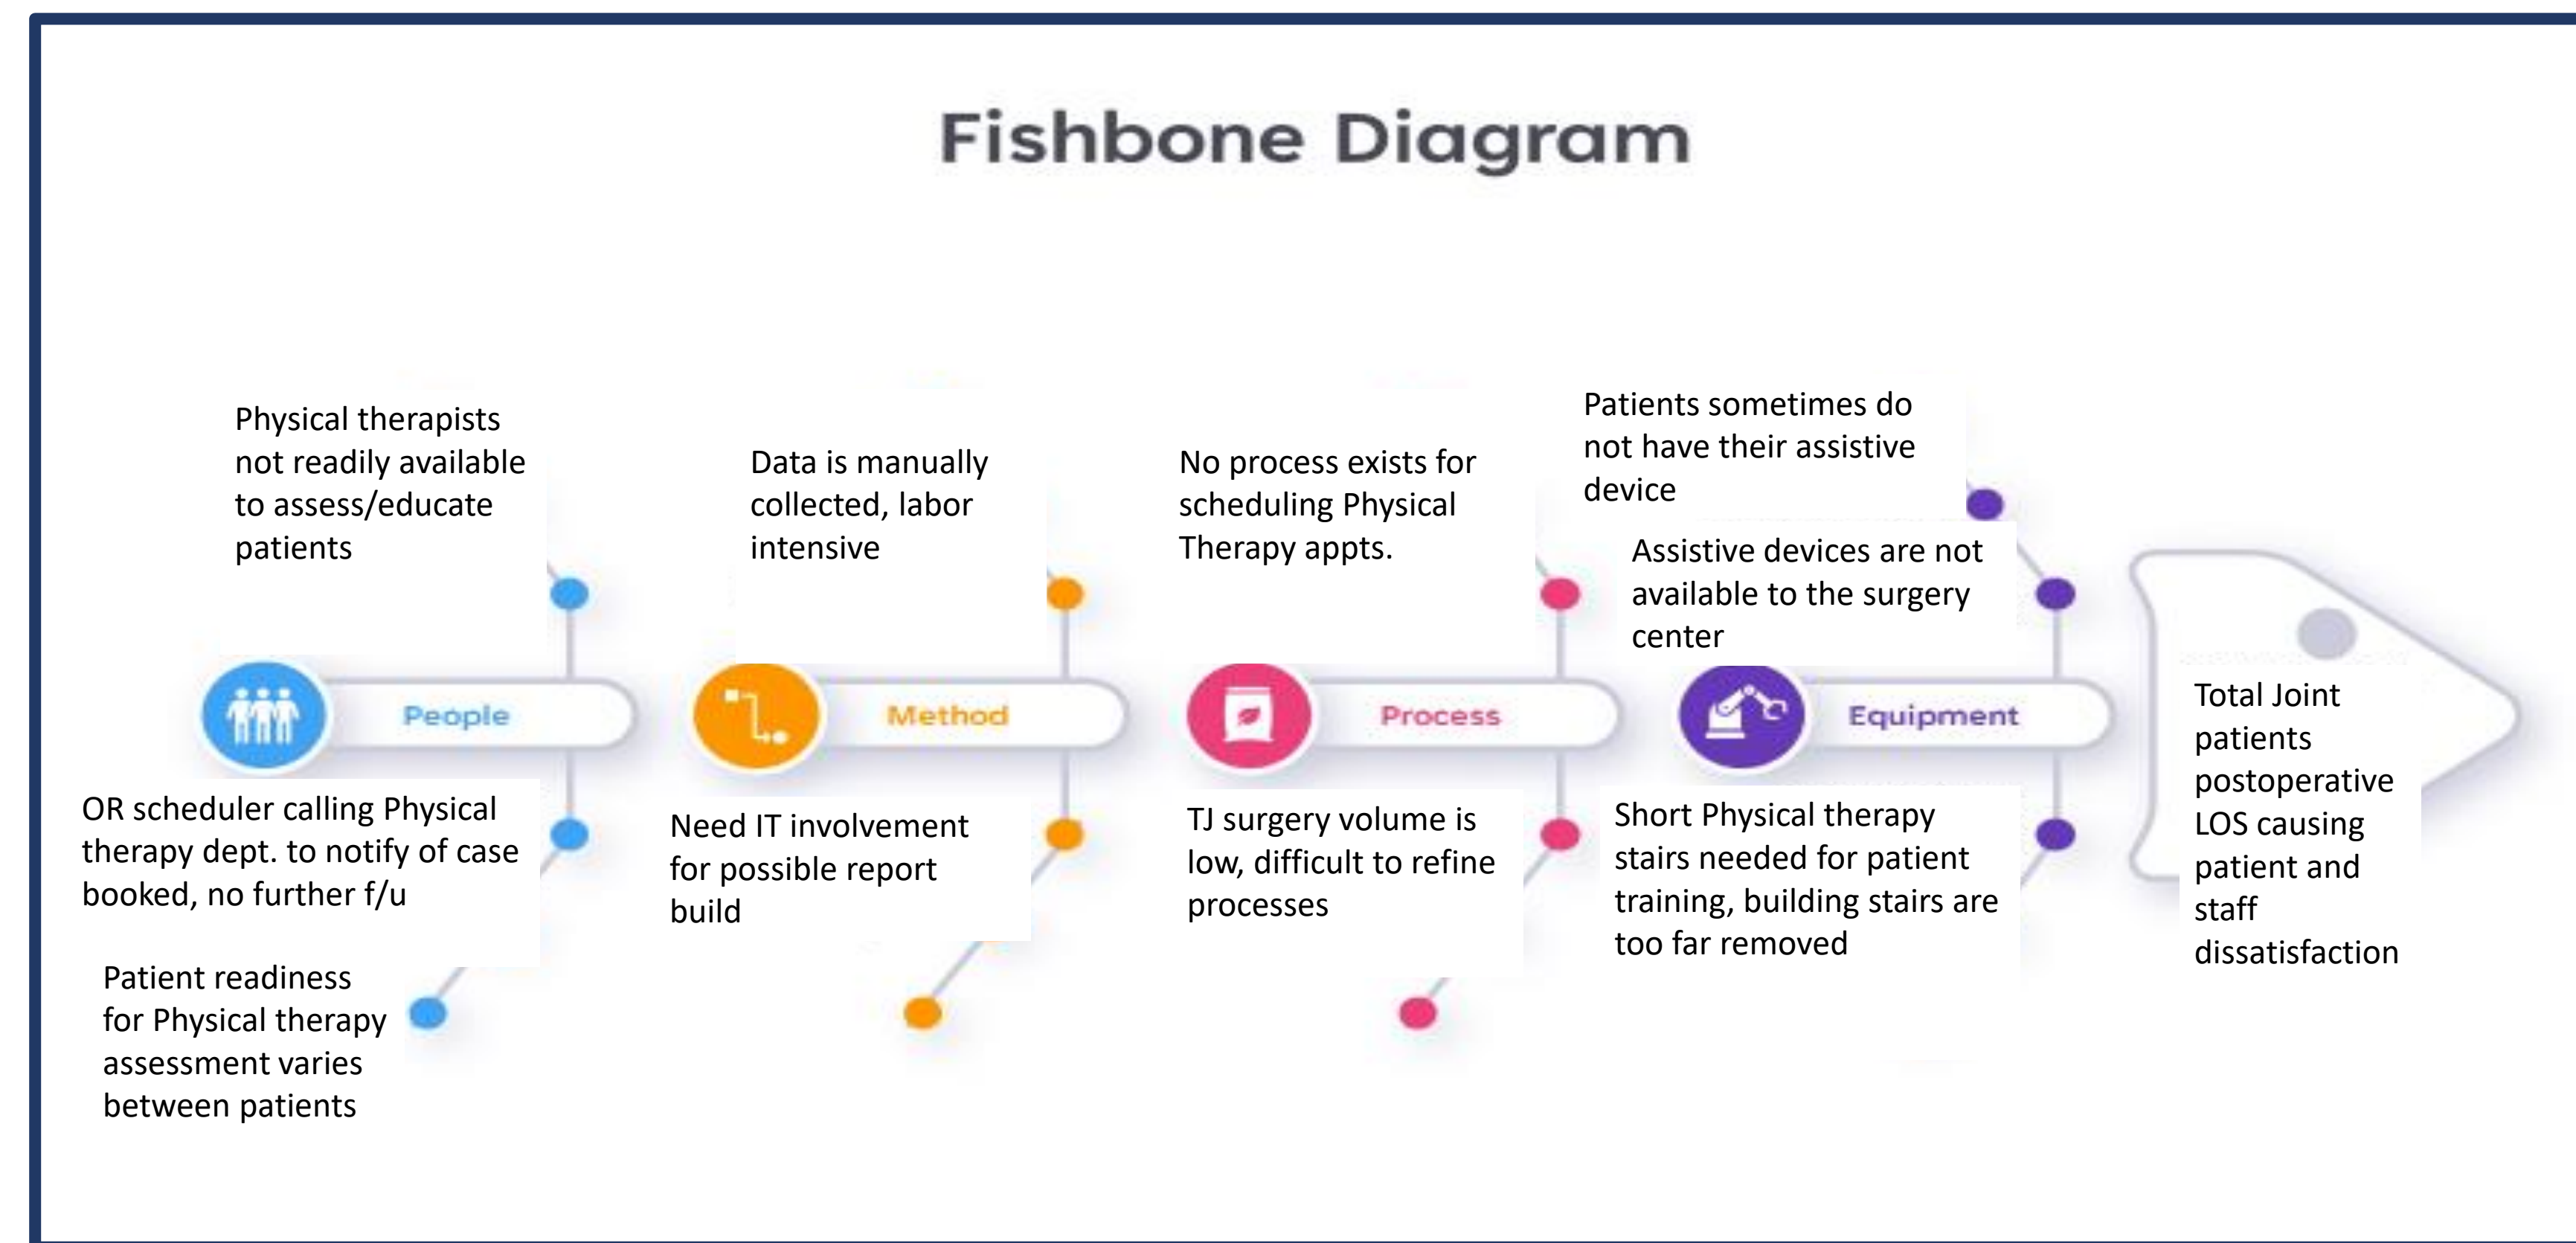 Fishbone Diagram
Physical therapists
not readily available
to assess/educate
patients
Data is manually
collected, labor
intensive
No process exists for
scheduling Physical
Therapy appts.
Patients sometimes do
not have their assistive
device
Assistive devices are not
available to the surgery
center
People
Method
Process
Equipment
OR scheduler calling Physical
therapy dept. to notify of case
booked, no further f/u
Patient readiness
for Physical therapy
assessment varies
between patients
Need IT involvement
for possible report
build
TJ surgery volume is
low, difficult to refine
processes
Short Physical therapy
stairs needed for patient
training, building stairs are
too far removed
Total Joint
patients
postoperative
LOS causing
patient and
staff
dissatisfaction